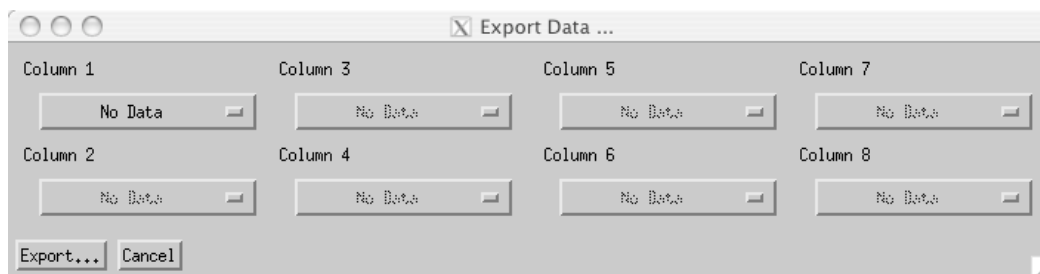 Export Data ...
Column 1 Column 3 Column 5 Column 7
No Data No Data No Data No Data
Column 2 Column 4 Column 6 Column 8
No Data No Data No Data No Data
Export... Cancel